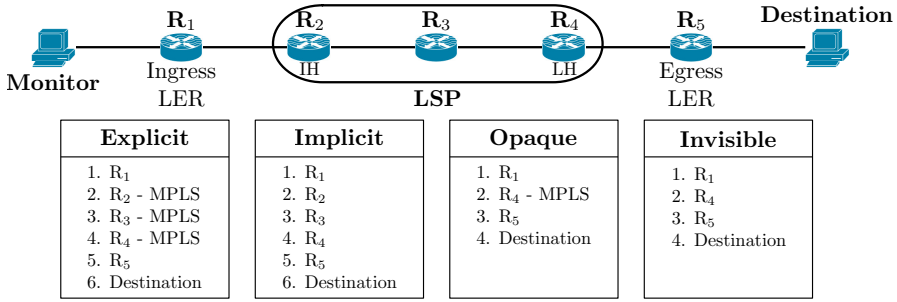 R1 R2 R3 R4 R5 Destination
Monitor
Ingress
LER
IH
LH
LSP
Egress
LER
Explicit
1. R1
2. R2 - MPLS
3. R3 - MPLS
4. R4 - MPLS
5. R5
6. Destination
Implicit
1. R1
2. R2
3. R3
4. R4
5. R5
6. Destination
Opaque
1. R1
2. R4 - MPLS
3. R5
4. Destination
Invisible
1. R1
2. R4
3. R5
4. Destination